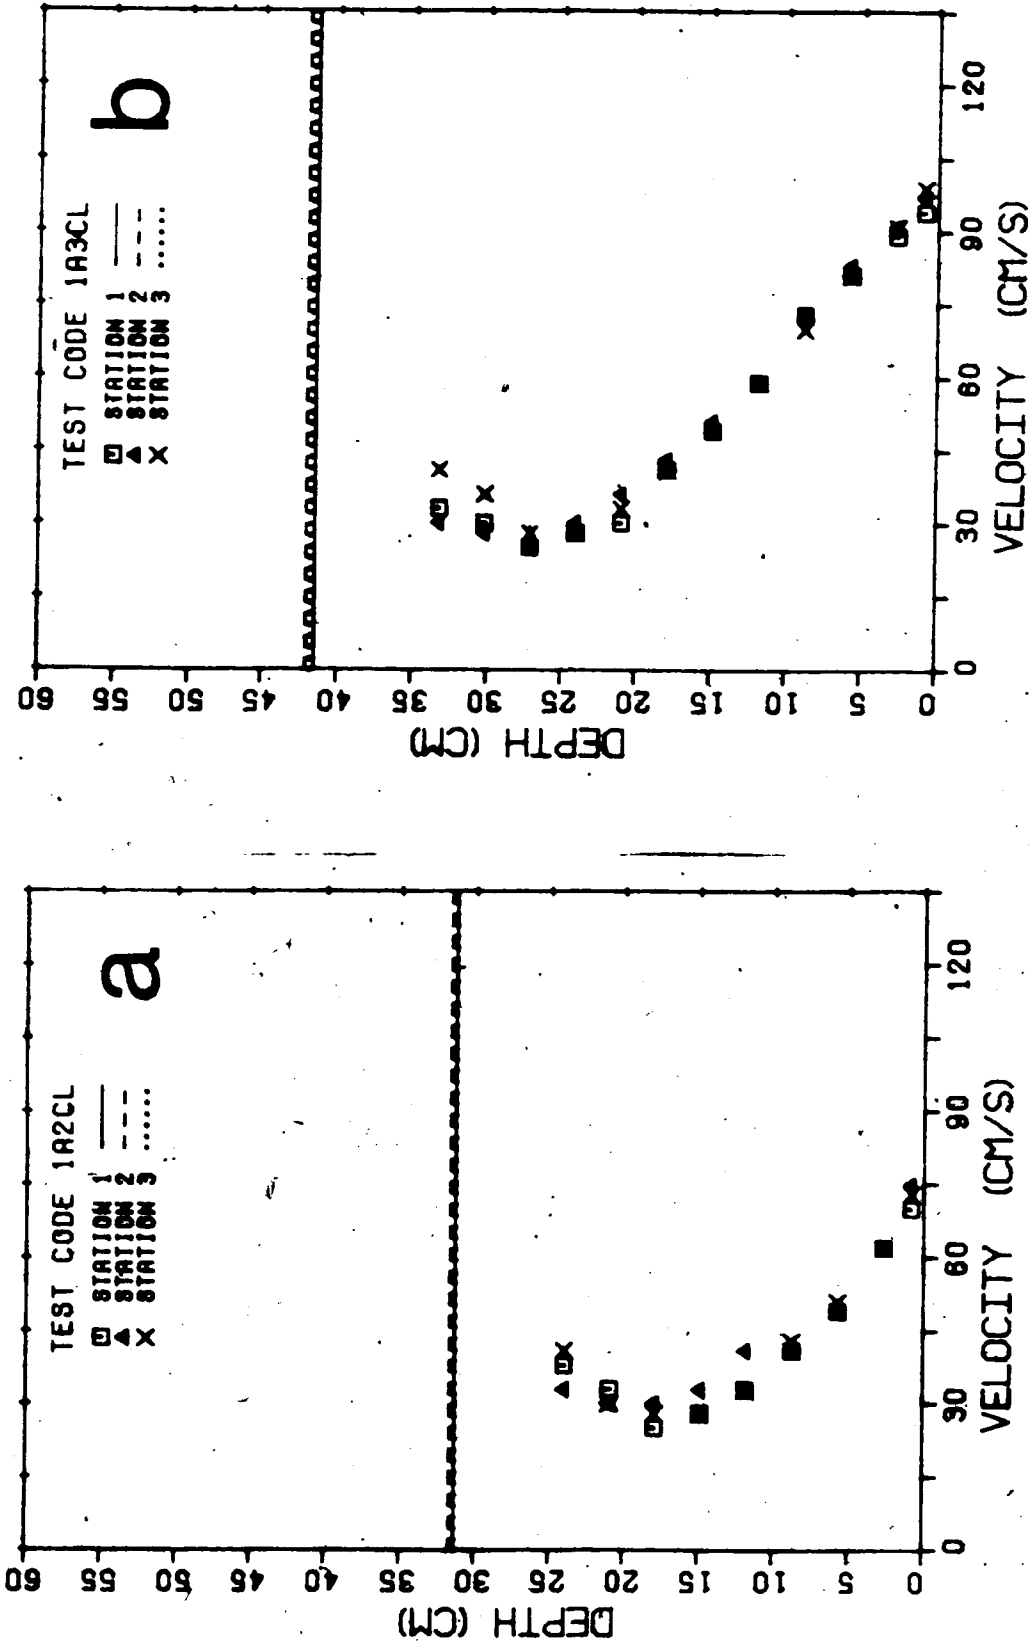 a
TEST CODE 1A2CL
STATION 1
STATION 2
STATION 3
DEPTH (CM)
60
55
50
45
40
35
30
25
20
15
10
5
0
0 30 60 90 120
VELOCITY (CM/S)
b
TEST CODE 1A3CL
STATION 1
STATION 2
STATION 3
DEPTH (CM)
60
55
50
45
40
35
30
25
20
15
10
5
0
0 30 60 90 120
VELOCITY (CM/S)